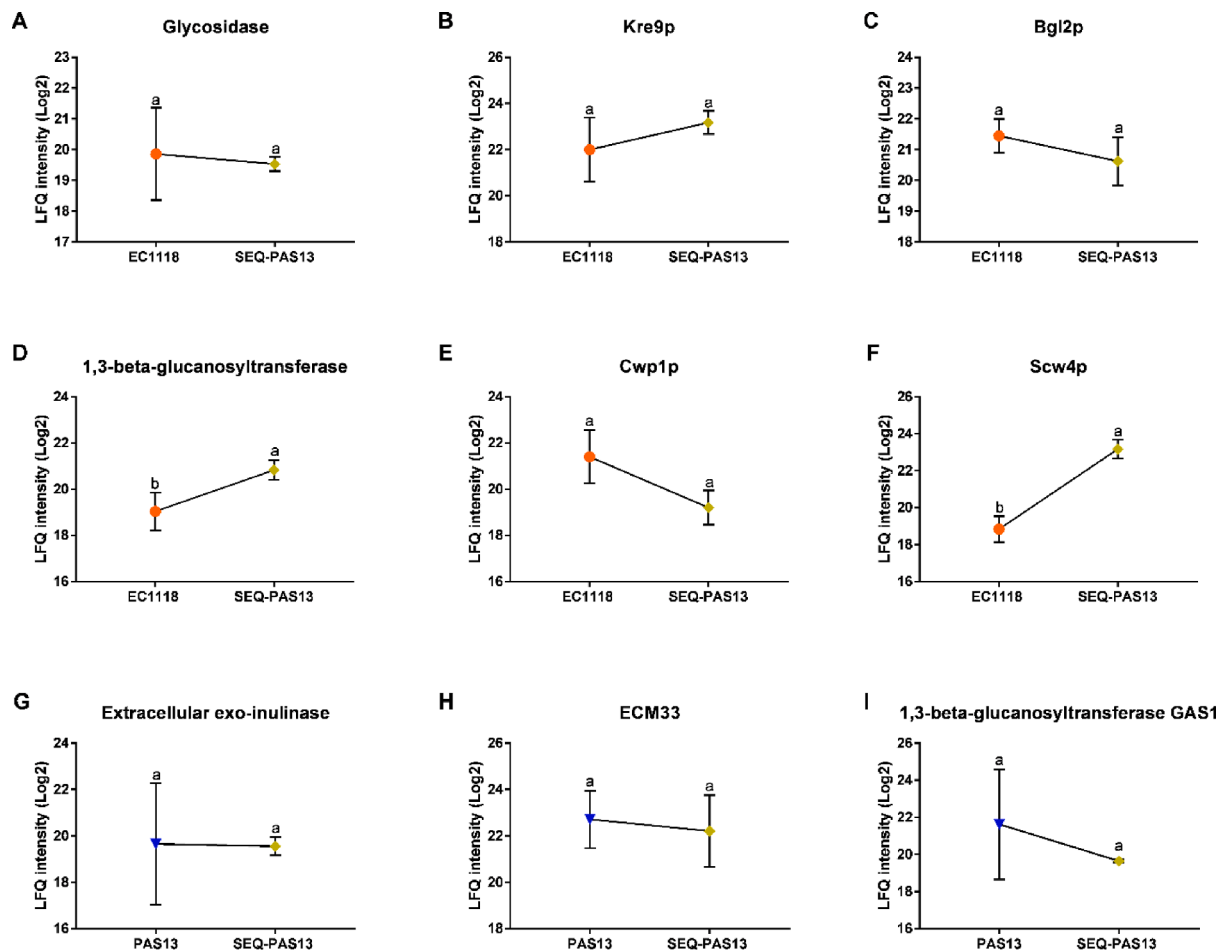 A
Glycosidase
LFQ intensity (Log2)
23
22
21
20
19
18
17
a
a
EC1118
SEQ-PAS13
B
Kre9p
LFQ intensity (Log2)
26
24
22
20
18
a
a
EC1118
SEQ-PAS13
C
Bgl2p
LFQ intensity (Log2)
24
23
22
21
20
19
18
a
a
EC1118
SEQ-PAS13
D
1,3-beta-glucanosyltransferase
LFQ intensity (Log2)
24
22
20
18
16
b
a
EC1118
SEQ-PAS13
E
Cwp1p
LFQ intensity (Log2)
24
22
20
18
16
a
a
EC1118
SEQ-PAS13
F
Scw4p
LFQ intensity (Log2)
26
24
22
20
18
16
b
a
EC1118
SEQ-PAS13
G
Extracellular exo-inulinase
LFQ intensity (Log2)
24
22
20
18
16
a
a
PAS13
SEQ-PAS13
H
ECM33
LFQ intensity (Log2)
26
24
22
20
18
a
a
PAS13
SEQ-PAS13
I
1,3-beta-glucanosyltransferase GAS1
LFQ intensity (Log2)
26
24
22
20
18
16
a
a
PAS13
SEQ-PAS13